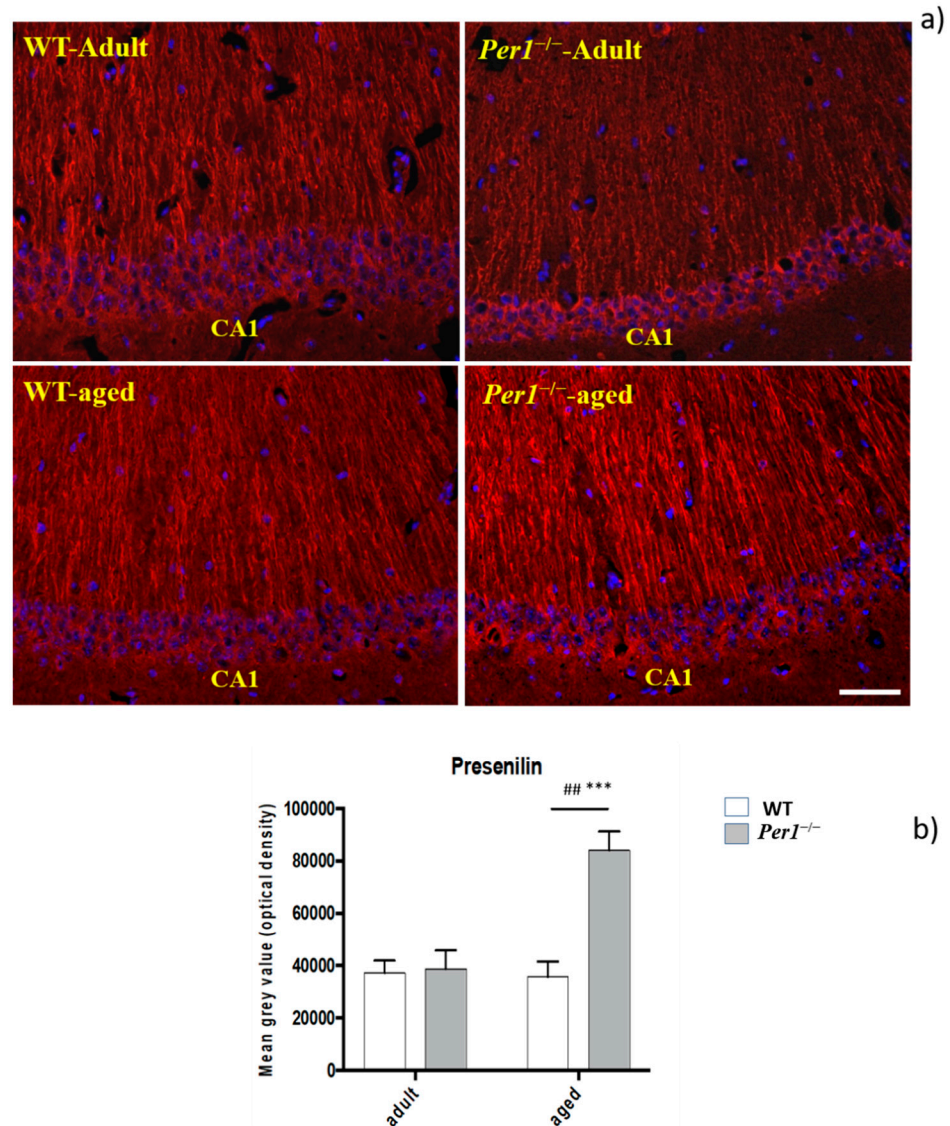 a)
WT-Adult
Per1−/−-Adult
CA1
CA1
WT-aged
Per1−/−-aged
CA1
CA1
Presenilin
## ***
100000
80000
60000
40000
20000
0
Mean grey value (optical density)
adult
aged
WT
Per1−/−
b)